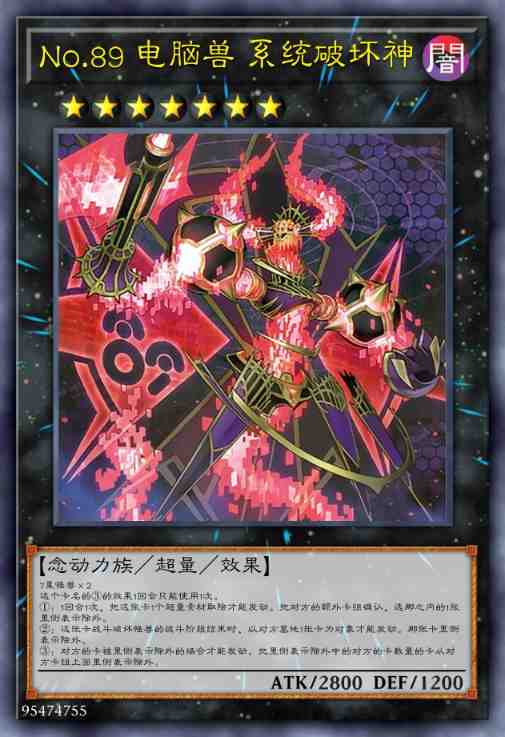 No.89 电脑兽 系统破坏神
闇
89
【念动力族／超量／效果】
7星怪兽×2
这个卡名的③的效果1回合只能使用1次。
①：1回合1次，把这张卡1个超量素材取除才能发动。把对方的额外卡组确认，选那之内的1张
里侧表示除外。
②：这张卡战斗破坏怪兽的战斗阶段结束时，以对方墓地1张卡为对象才能发动。那张卡里侧
表示除外。
③：对方的卡被里侧表示除外的场合才能发动。把里侧表示除外中的对方的卡数量的卡从对
方卡组上面里侧表示除外。
ATK/2800 DEF/1200
95474755